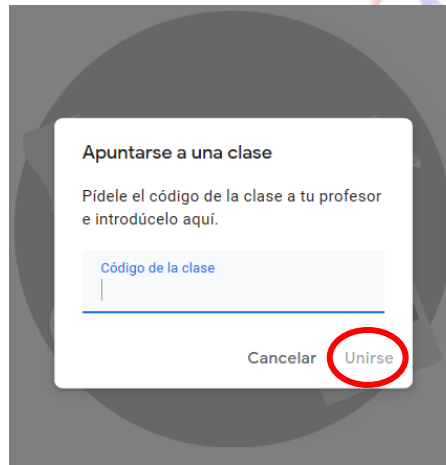 Apuntarse a una clase
Pídele el código de la clase a tu profesor
e introdúcelo aquí.
Código de la clase
Cancelar Unirse